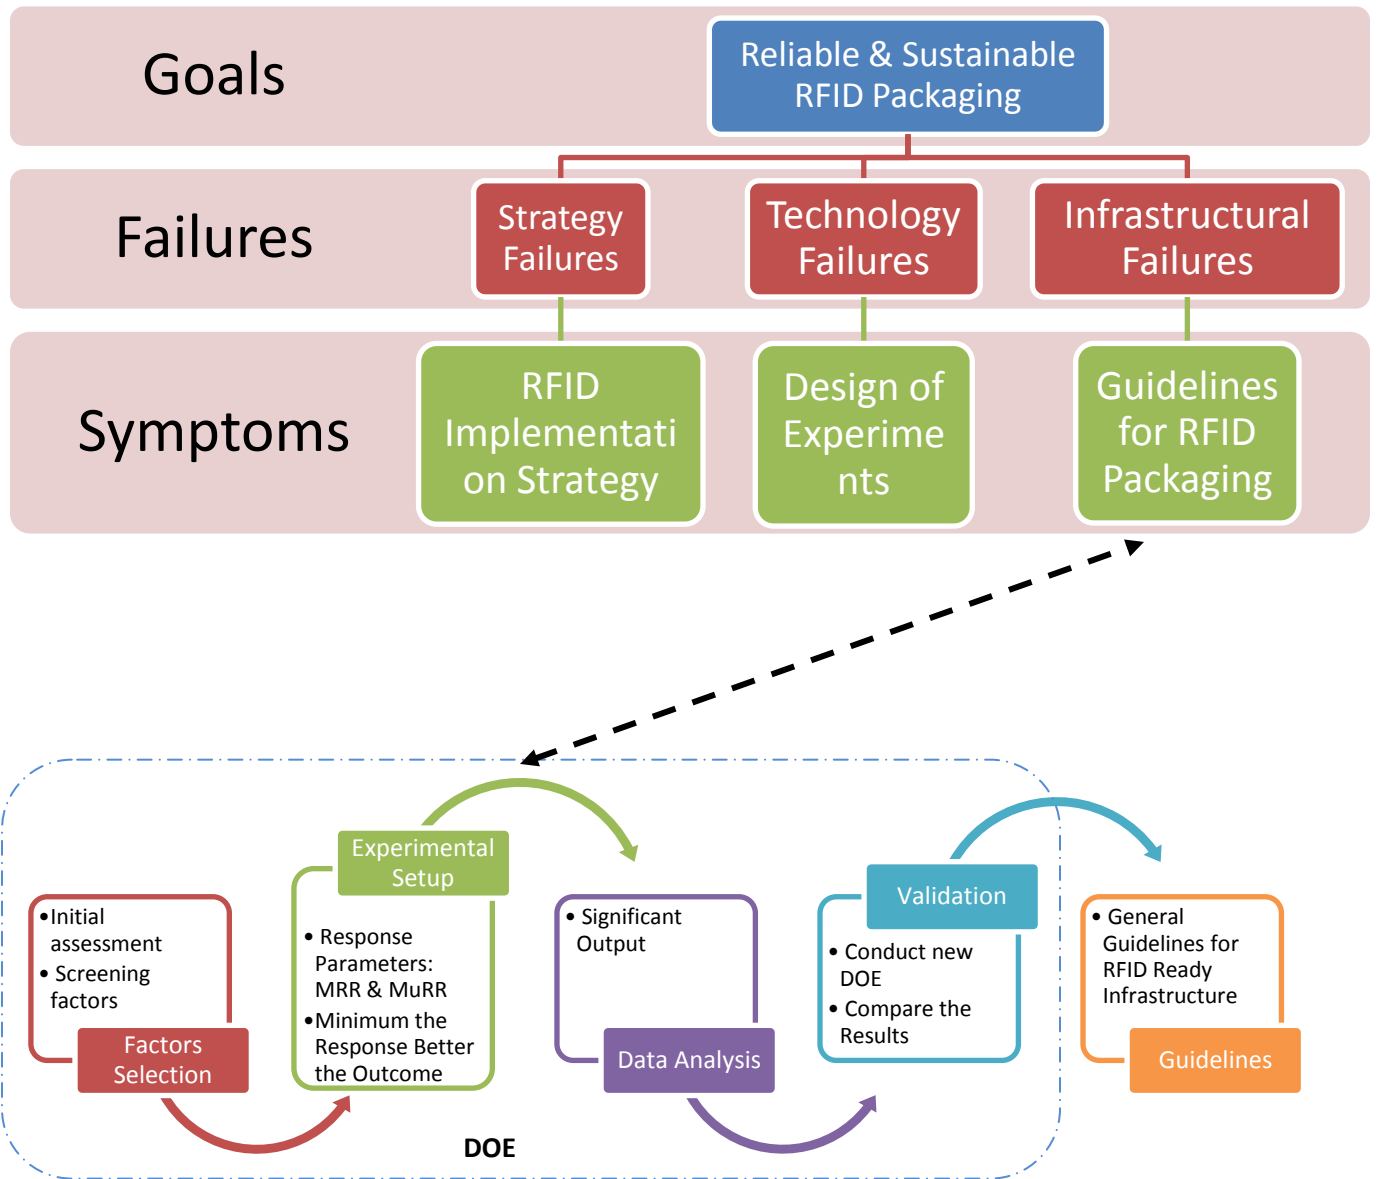 Goals
Reliable & Sustainable
RFID Packaging
Failures
Strategy
Failures
Technology
Failures
Infrastructural
Failures
Symptoms
RFID
Implementati
on Strategy
Design of
Experime
nts
Guidelines
for RFID
Packaging
•Initial
assessment
• Screening
factors
Factors
Selection
Experimental
Setup
• Response
Parameters:
MRR & MuRR
•Minimum the
Response Better
the Outcome
• Significant
Output
Data Analysis
Validation
• Conduct new
DOE
• Compare the
Results
• General
Guidelines for
RFID Ready
Infrastructure
Guidelines
DOE